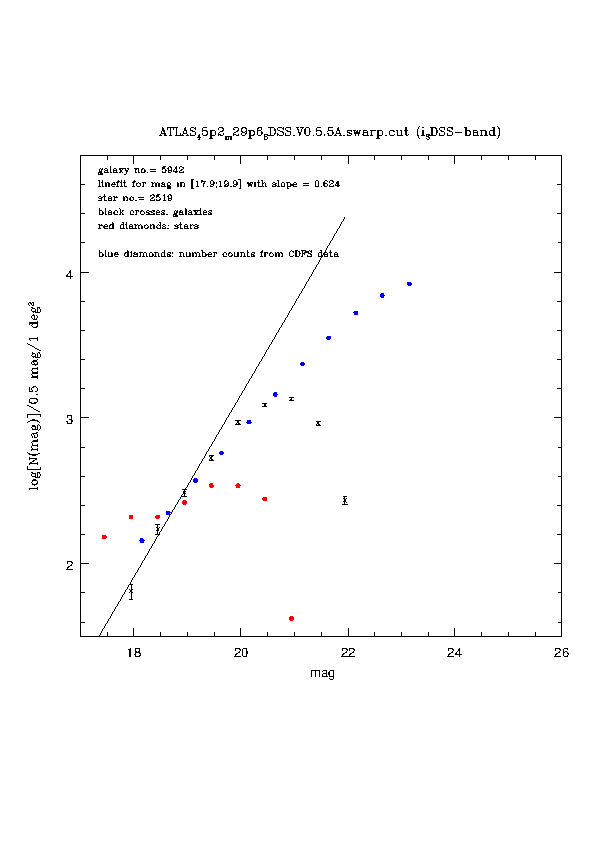 ATLAS₄5p2ₘ29p6ₛDSS.V0.5.5A.swarp.cut (iₛDSS-band)
galaxy no.= 5942
linefit for mag in [17.9;19.9] with slope = 0.624
star no.= 2519
black crosses: galaxies
red diamonds: stars
blue diamonds: number counts from CDFS data
log[N(mag)]/0.5 mag/1 deg²
4
3
2
18 20 22 24 26
mag